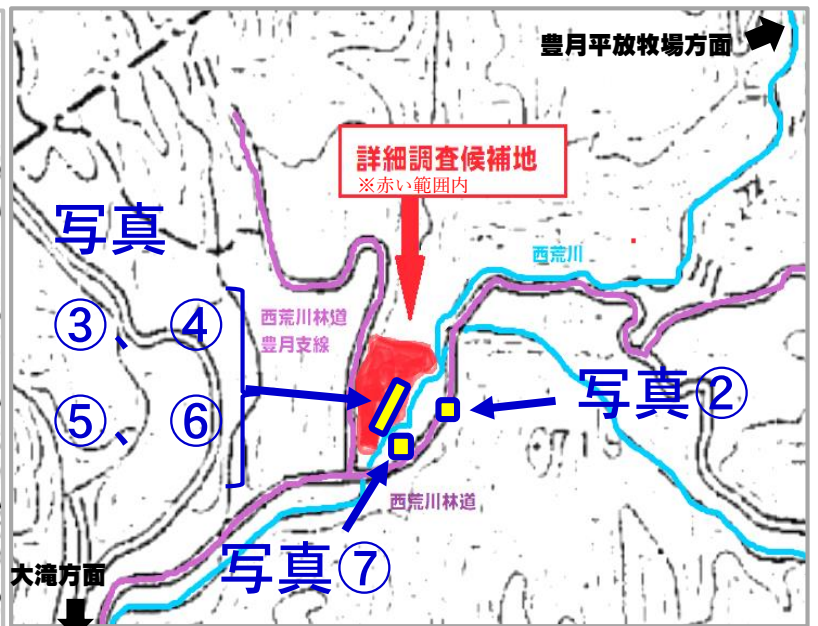 豊月平放牧場方面
詳細調査候補地
※赤い範囲内
写真
③、④
⑤、⑥
西荒川
西荒川林道
豊月支線
写真②
西荒川林道
写真⑦
大滝方面